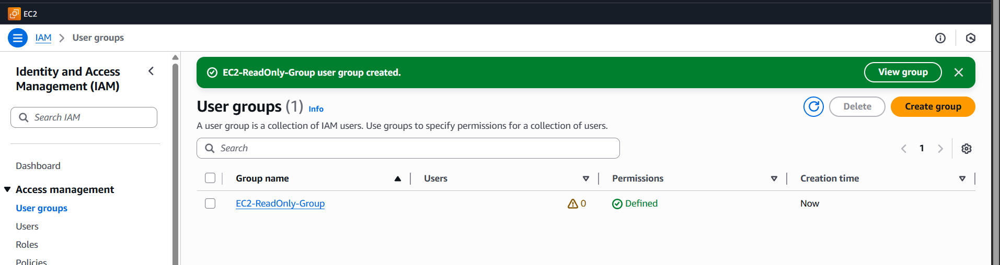 EC2
IAM > User groups
Identity and Access
Management (IAM)
Search IAM
Dashboard
Access management
User groups
Users
Roles
Policies
EC2-ReadOnly-Group user group created.
View group
User groups (1) Info
Delete
Create group
A user group is a collection of IAM users. Use groups to specify permissions for a collection of users.
Search
1
Group name Users Permissions Creation time
EC2-ReadOnly-Group 0 Defined Now